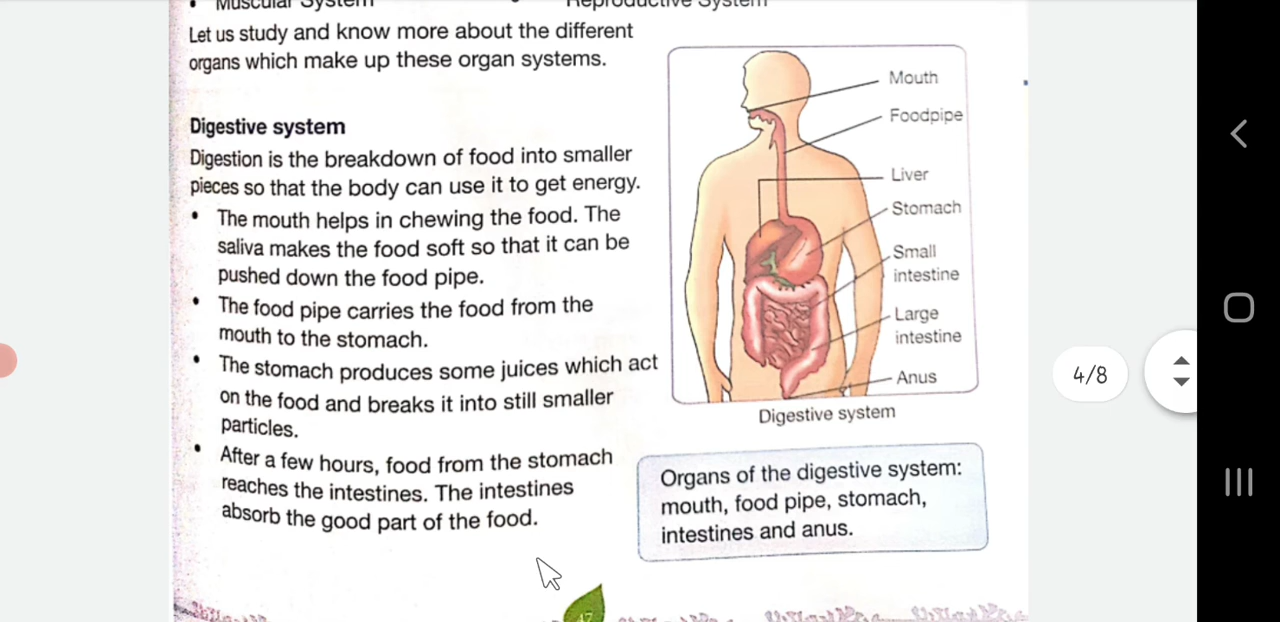 • Muscular System
Reproductive System
Let us study and know more about the different
organs which make up these organ systems.
Digestive system
Digestion is the breakdown of food into smaller
pieces so that the body can use it to get energy.
• The mouth helps in chewing the food. The
saliva makes the food soft so that it can be
pushed down the food pipe.
• The food pipe carries the food from the
mouth to the stomach.
• The stomach produces some juices which act
on the food and breaks it into still smaller
particles.
• After a few hours, food from the stomach
reaches the intestines. The intestines
absorb the good part of the food.
Mouth
Foodpipe
Liver
Stomach
Small
intestine
Large
intestine
Anus
Digestive system
Organs of the digestive system:
mouth, food pipe, stomach,
intestines and anus.
4/8